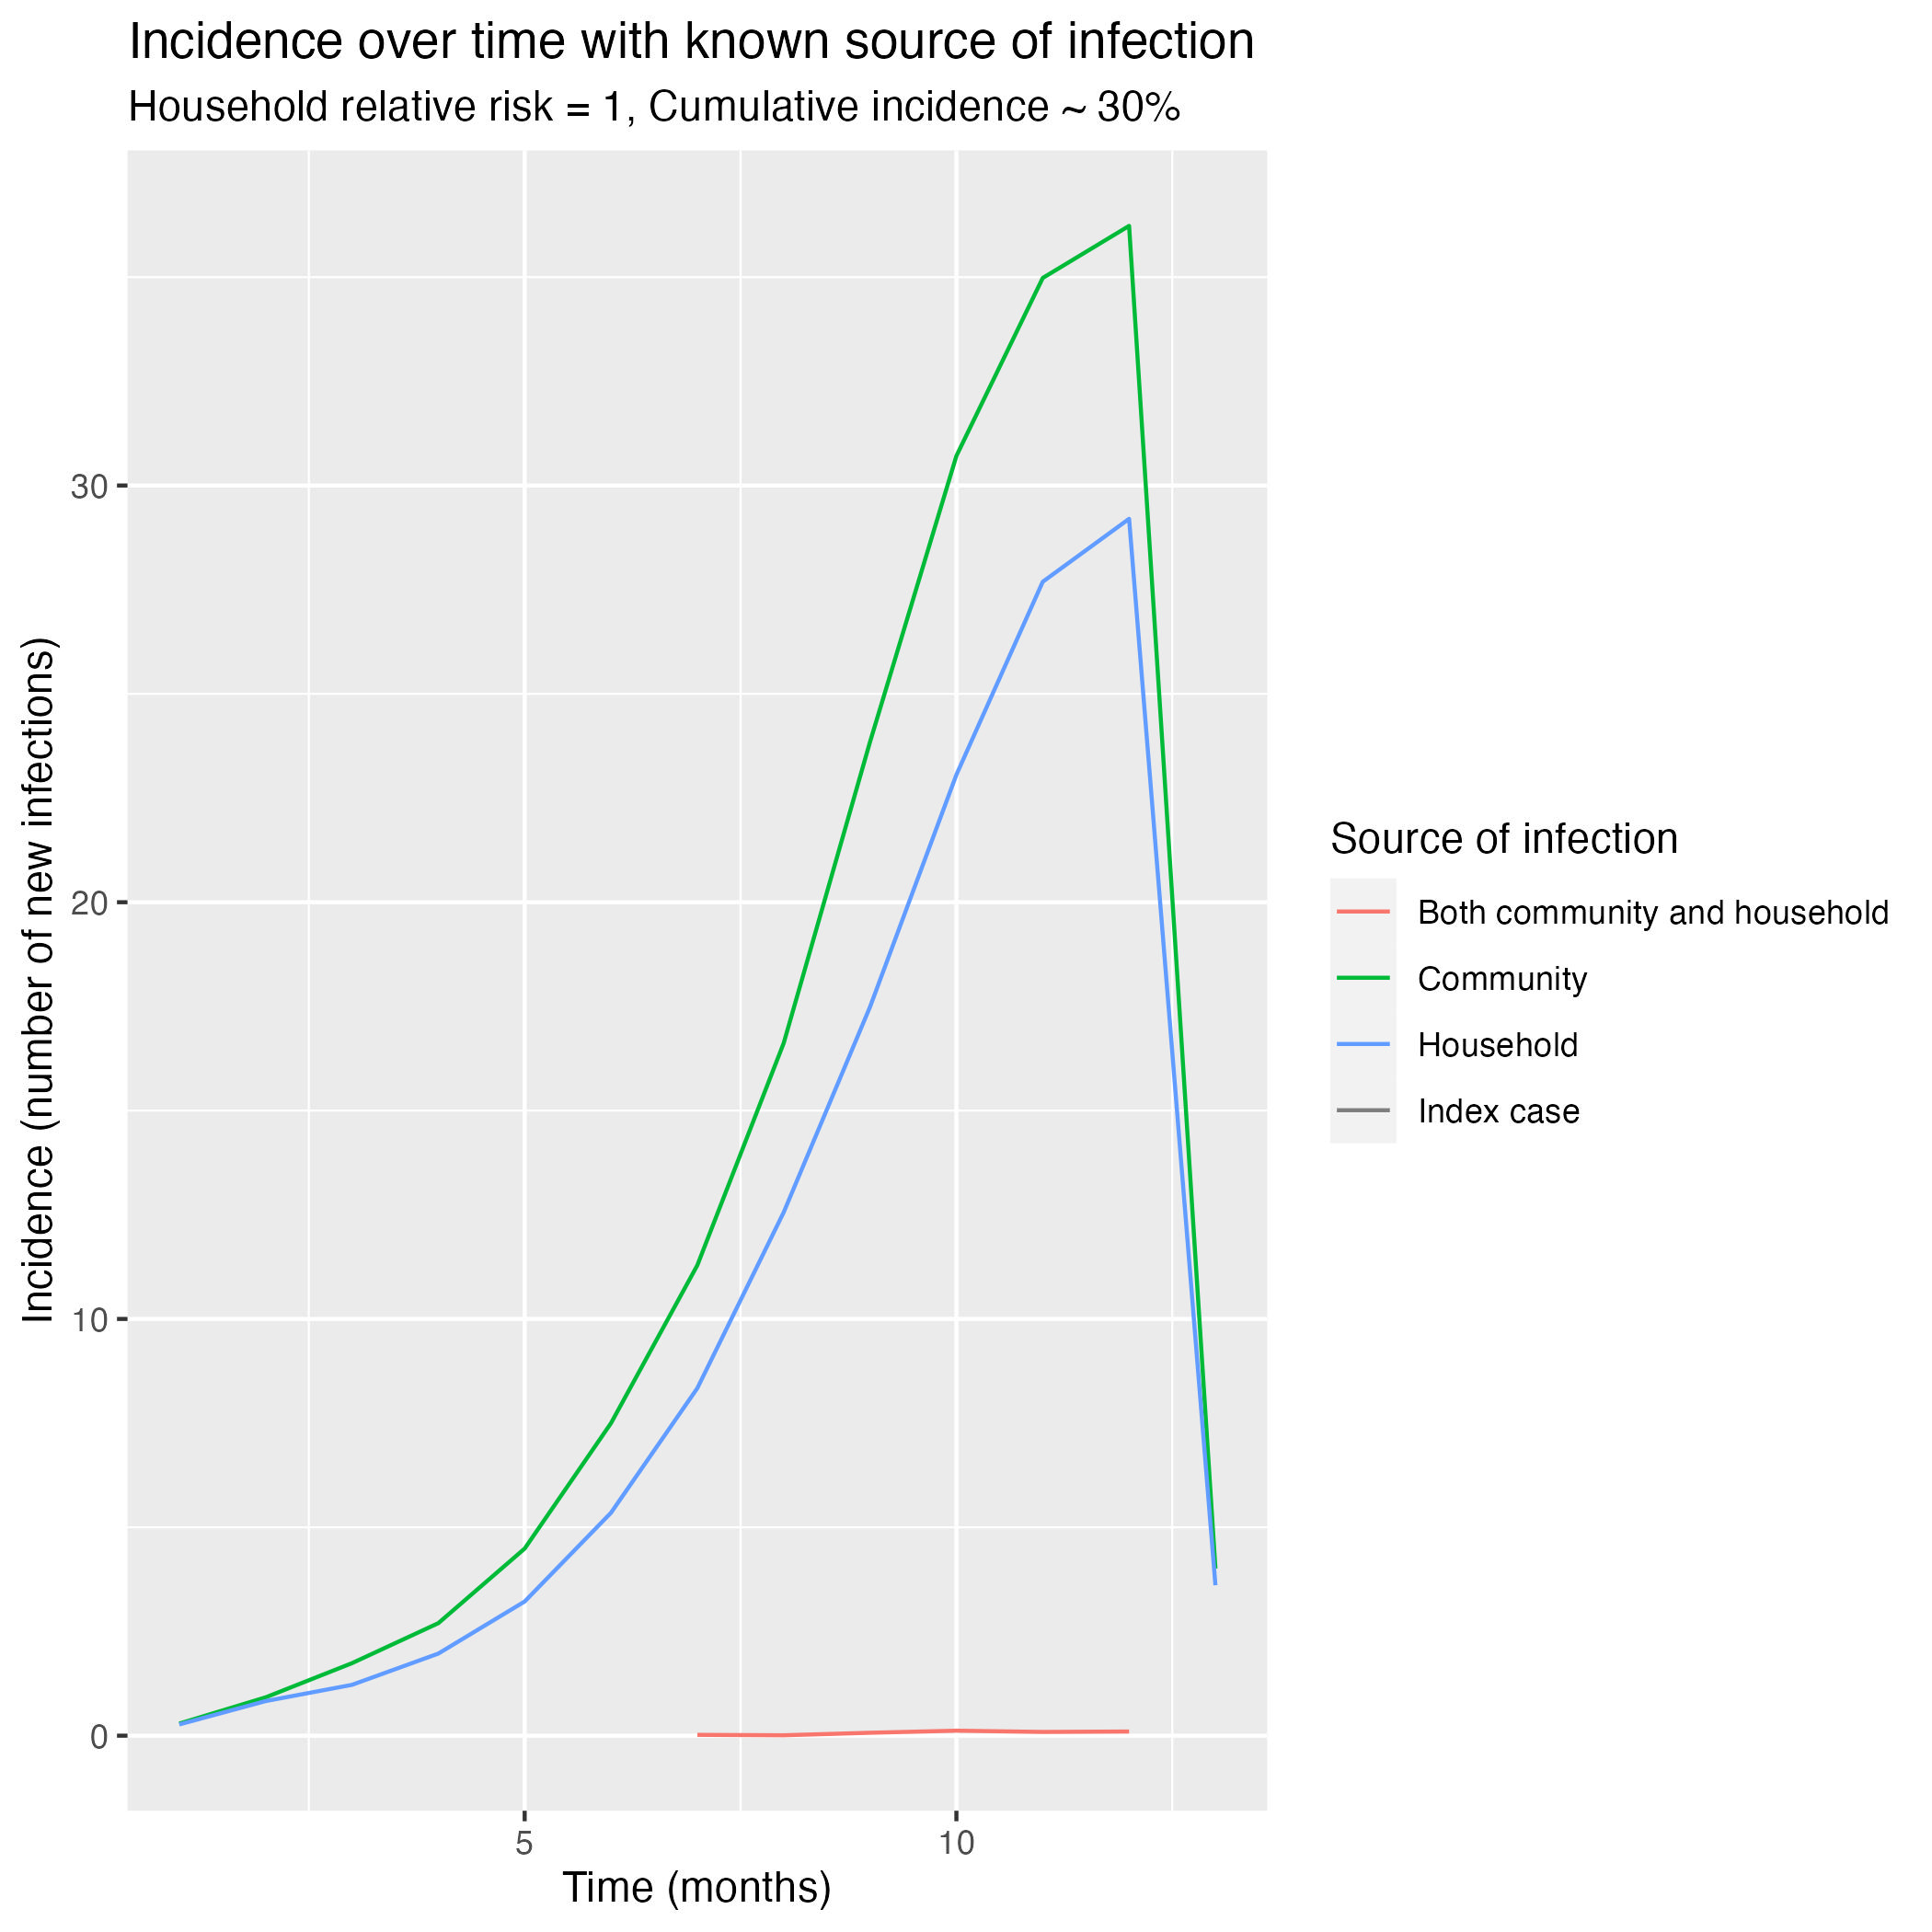 Incidence over time with known source of infection
Household relative risk = 1, Cumulative incidence ~ 30%
Incidence (number of new infections)
30
20
10
0
5
10
Time (months)
Source of infection
Both community and household
Community
Household
Index case